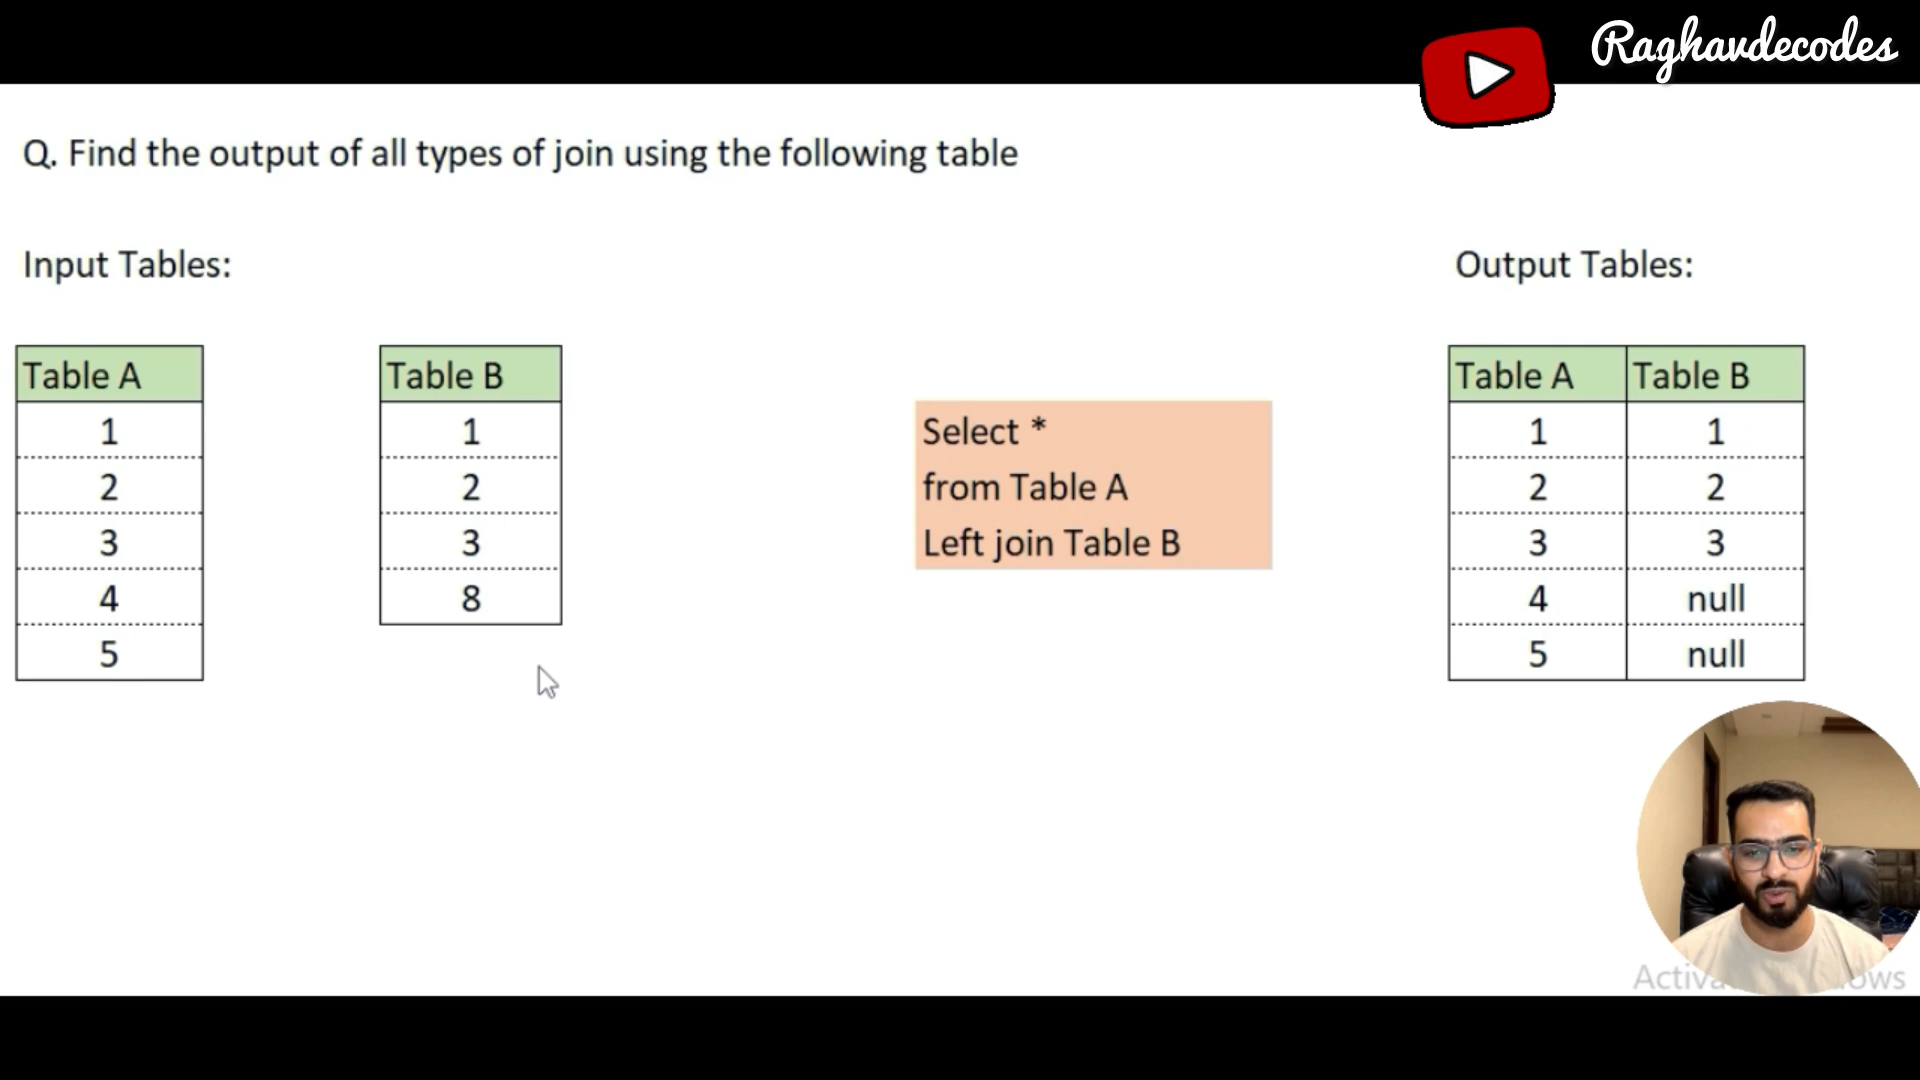 Raghavdecodes
Q. Find the output of all types of join using the following table
Input Tables:
Output Tables:
Table A
1
2
3
4
5
Table B
1
2
3
8
Select *
from Table A
Left join Table B
Table A Table B
1 1
2 2
3 3
4 null
5 null